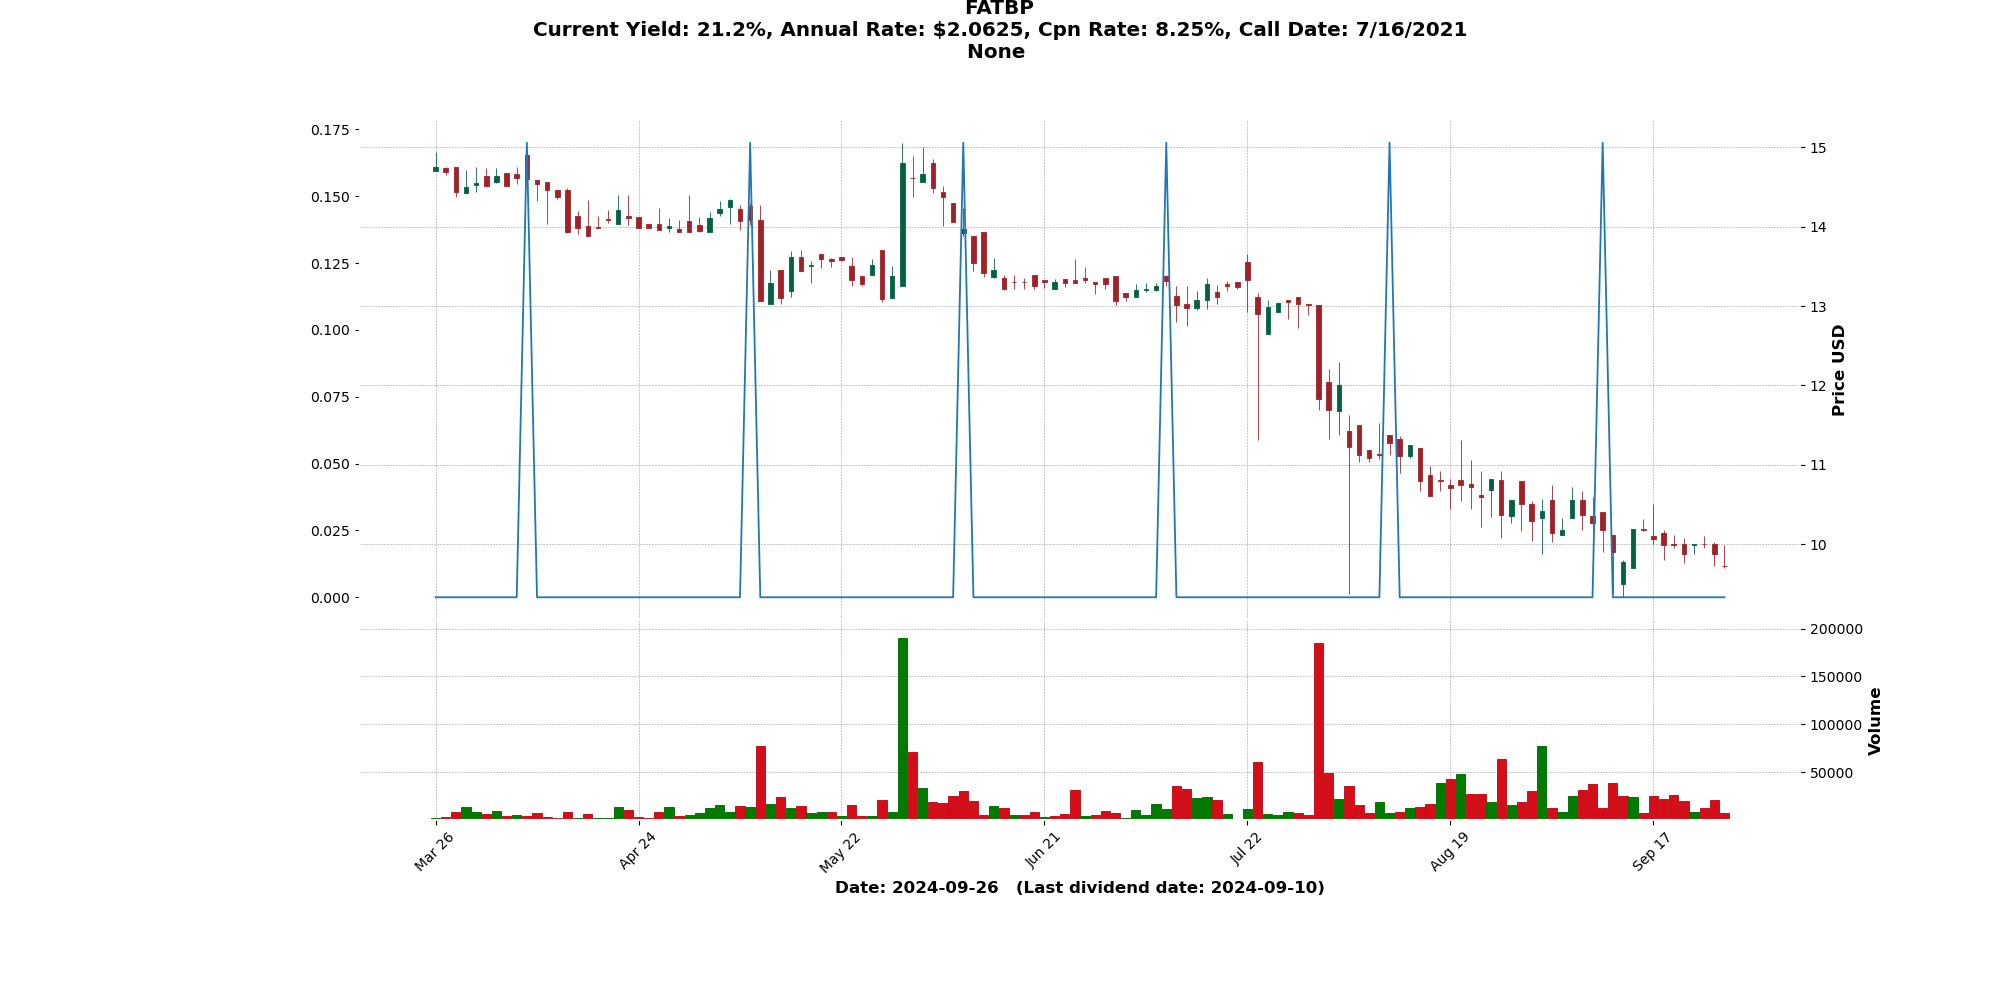 FATBP
Current Yield: 21.2%, Annual Rate: $2.0625, Cpn Rate: 8.25%, Call Date: 7/16/2021
None
0.175
0.150
0.125
0.100
0.075
0.050
0.025
0.000
15
14
13
12
11
10
Price USD
200000
150000
100000
50000
Volume
Mar 26
Apr 24
May 22
Jun 21
Jul 22
Aug 19
Sep 17
Date: 2024-09-26 (Last dividend date: 2024-09-10)